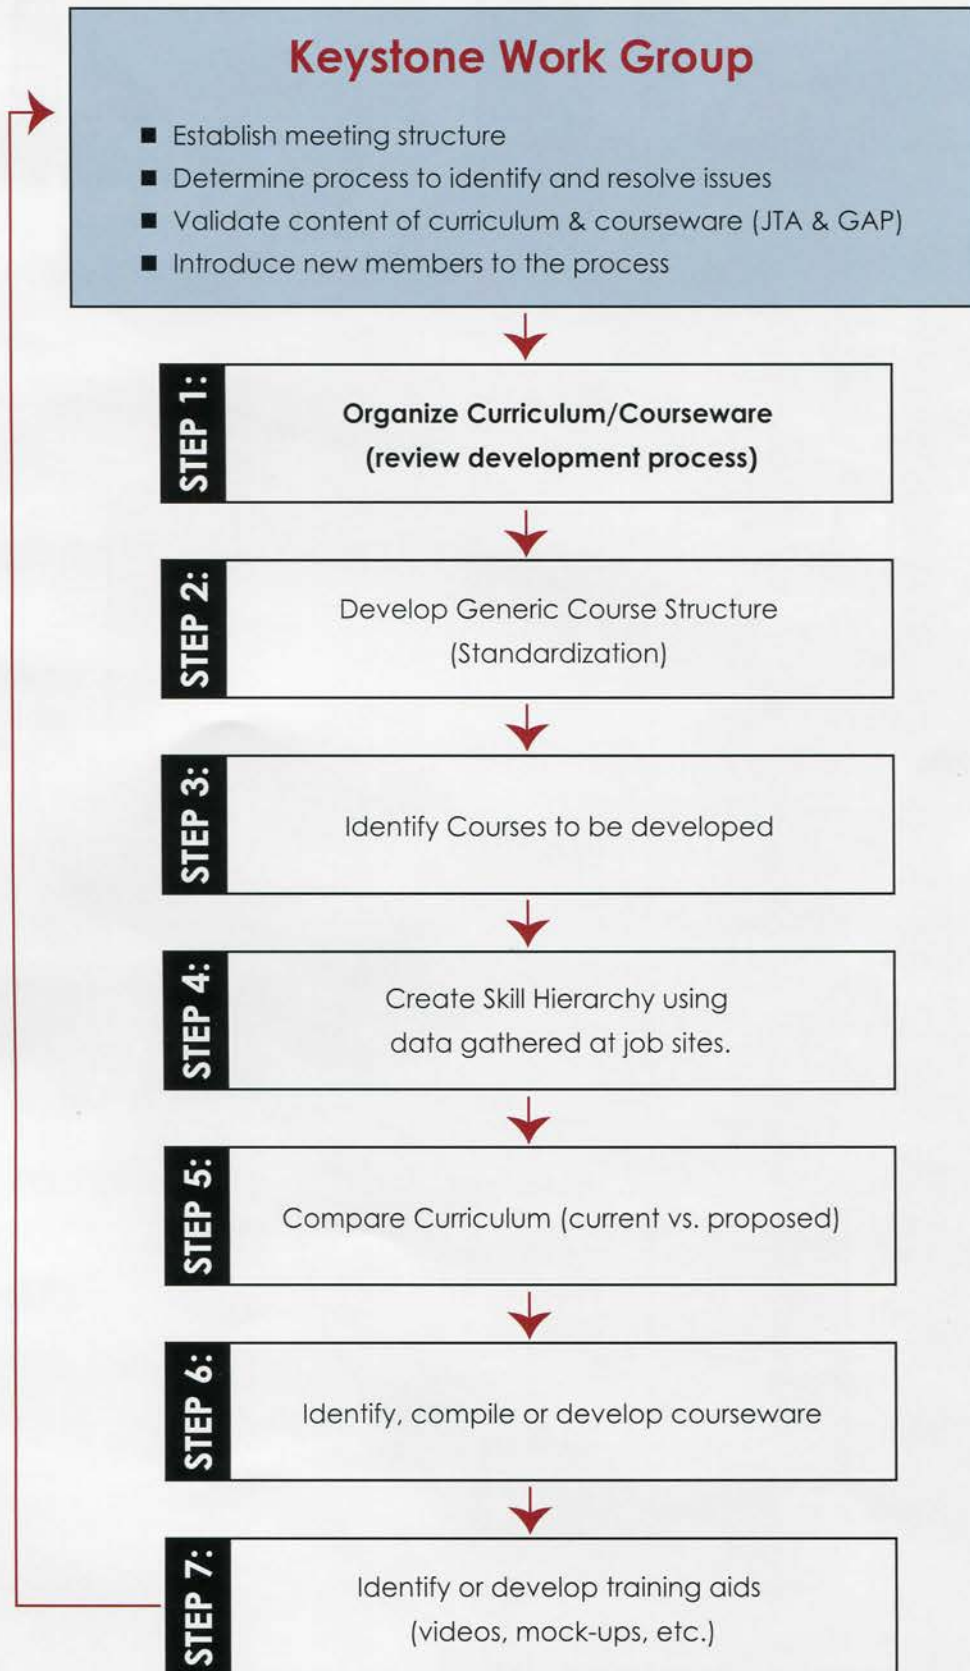 Keystone Work Group
■ Establish meeting structure
■ Determine process to identify and resolve issues
■ Validate content of curriculum & courseware (JTA & GAP)
■ Introduce new members to the process
STEP 1:
Organize Curriculum/Courseware
(review development process)
STEP 2:
Develop Generic Course Structure
(Standardization)
STEP 3:
Identify Courses to be developed
STEP 4:
Create Skill Hierarchy using
data gathered at job sites.
STEP 5:
Compare Curriculum (current vs. proposed)
STEP 6:
Identify, compile or develop courseware
STEP 7:
Identify or develop training aids
(videos, mock-ups, etc.)